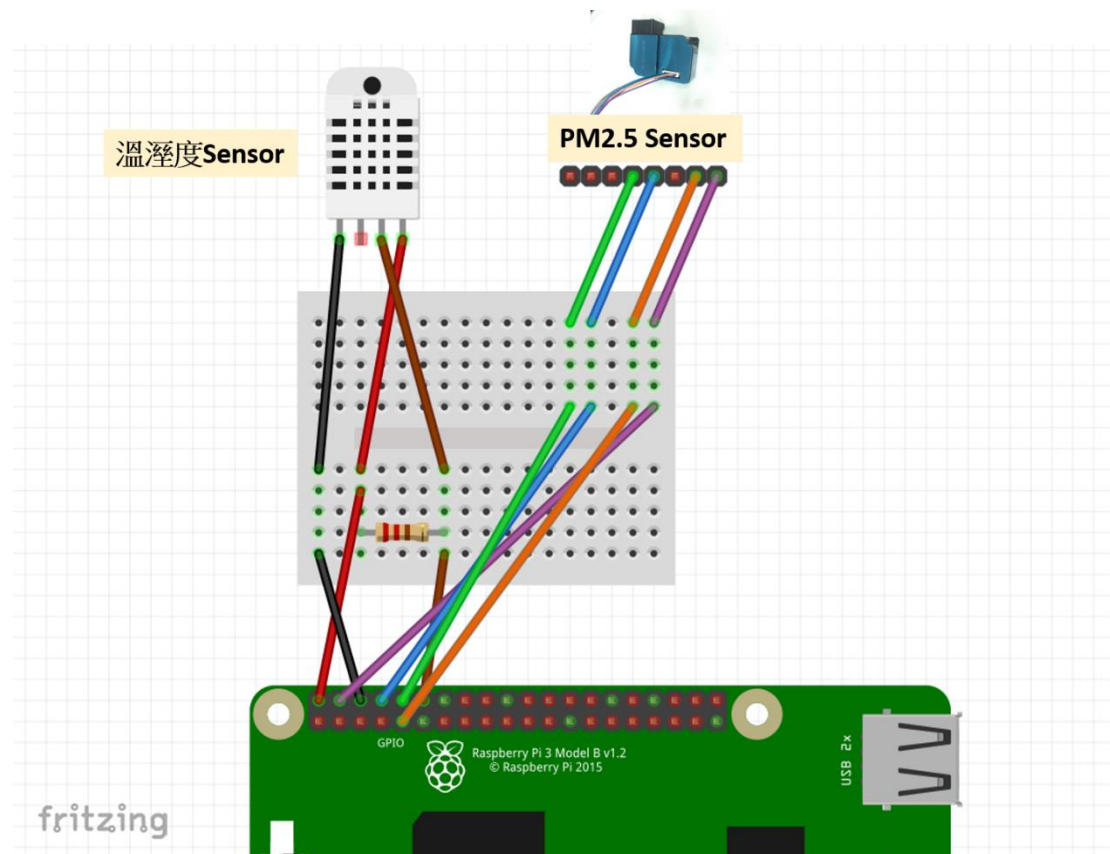 PM2.5 Sensor
溫溼度Sensor
GPIO
Raspberry Pi 3 Model B v1.2
© Raspberry Pi 2015
USB 2x
fritzing